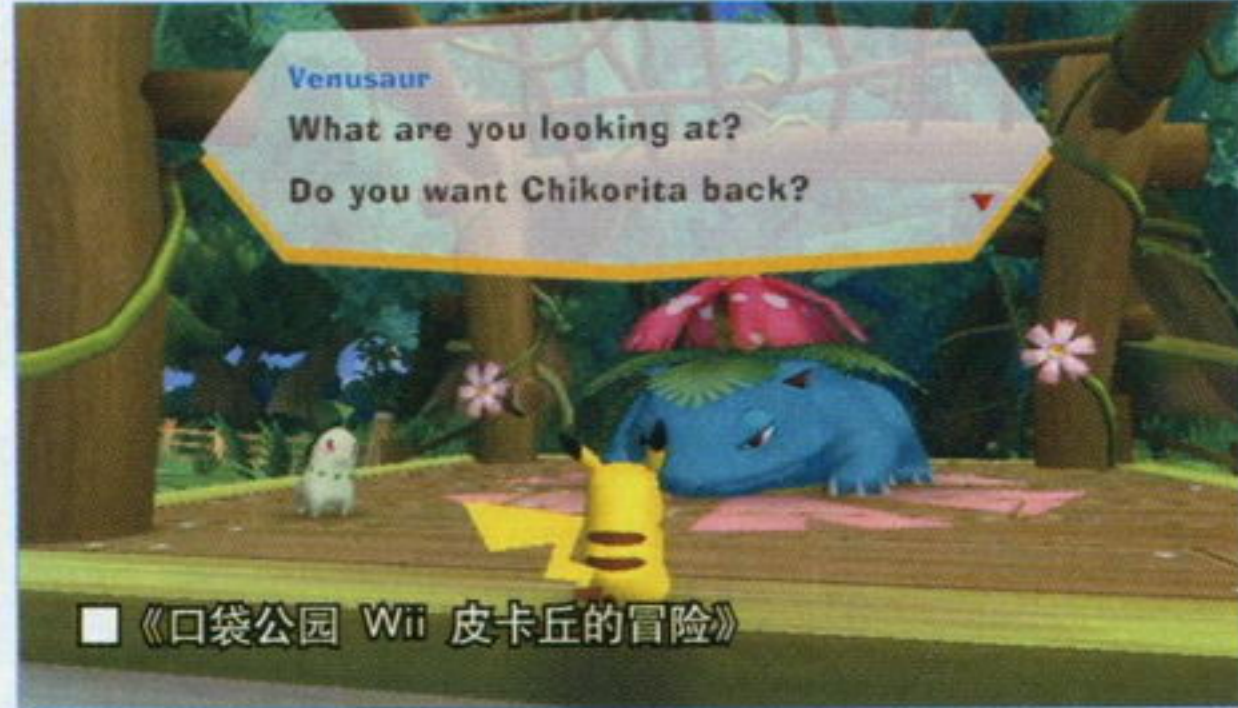 Venusaur
What are you looking at?
Do you want Chikorita back?
《口袋公园 Wii 皮卡丘的冒险》